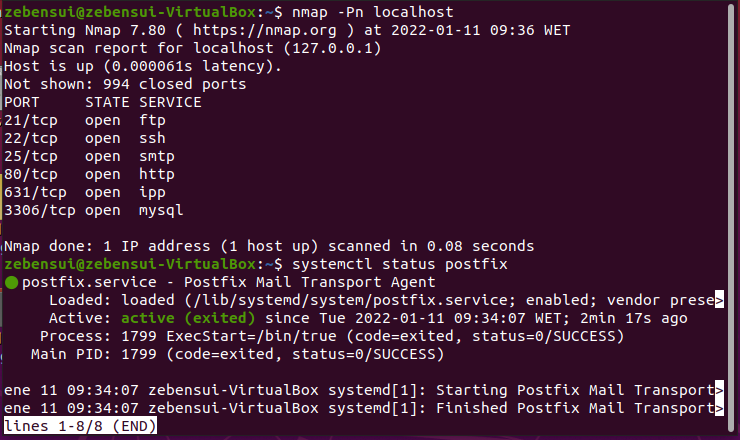 zebensui@zebensui-VirtualBox:~$ nmap -Pn localhost
Starting Nmap 7.80 ( https://nmap.org ) at 2022-01-11 09:36 WET
Nmap scan report for localhost (127.0.0.1)
Host is up (0.000061s latency).
Not shown: 994 closed ports
PORT     STATE SERVICE
21/tcp   open  ftp
22/tcp   open  ssh
25/tcp   open  smtp
80/tcp   open  http
631/tcp  open  ipp
3306/tcp open  mysql
Nmap done: 1 IP address (1 host up) scanned in 0.08 seconds
zebensui@zebensui-VirtualBox:~$ systemctl status postfix
● postfix.service - Postfix Mail Transport Agent
     Loaded: loaded (/lib/systemd/system/postfix.service; enabled; vendor prese>
     Active: active (exited) since Tue 2022-01-11 09:34:07 WET; 2min 17s ago
    Process: 1799 ExecStart=/bin/true (code=exited, status=0/SUCCESS)
   Main PID: 1799 (code=exited, status=0/SUCCESS)
ene 11 09:34:07 zebensui-VirtualBox systemd[1]: Starting Postfix Mail Transport>
ene 11 09:34:07 zebensui-VirtualBox systemd[1]: Finished Postfix Mail Transport>
lines 1-8/8 (END)